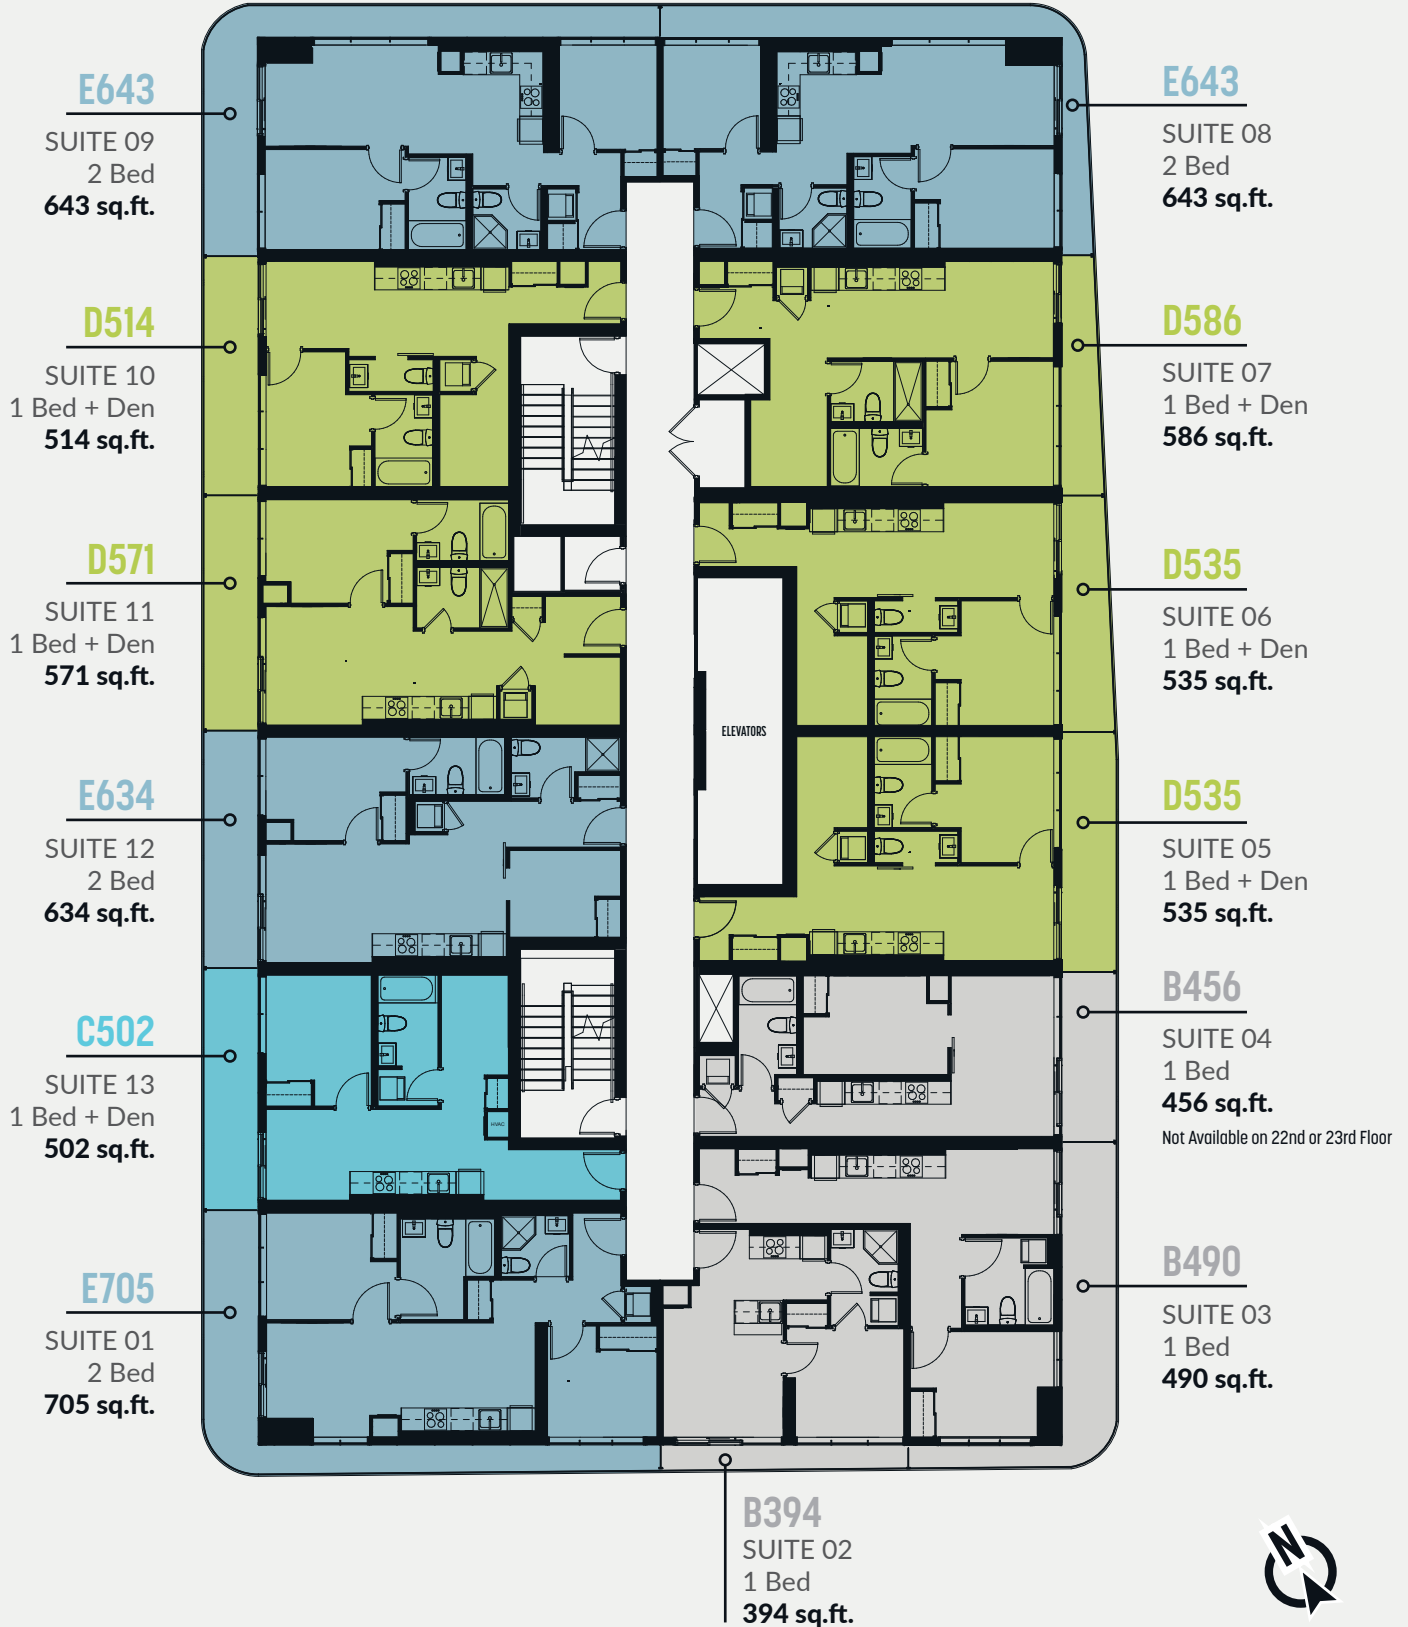 E643
SUITE 09
2 Bed
643 sq.ft.
D514
SUITE 10
1 Bed + Den
514 sq.ft.
D571
SUITE 11
1 Bed + Den
571 sq.ft.
E634
SUITE 12
2 Bed
634 sq.ft.
C502
SUITE 13
1 Bed + Den
502 sq.ft.
E705
SUITE 01
2 Bed
705 sq.ft.
ELEVATORS
HVAC
E643
SUITE 08
2 Bed
643 sq.ft.
D586
SUITE 07
1 Bed + Den
586 sq.ft.
D535
SUITE 06
1 Bed + Den
535 sq.ft.
D535
SUITE 05
1 Bed + Den
535 sq.ft.
B456
SUITE 04
1 Bed
456 sq.ft.
Not Available on 22nd or 23rd Floor
B490
SUITE 03
1 Bed
490 sq.ft.
B394
SUITE 02
1 Bed
394 sq.ft.
N